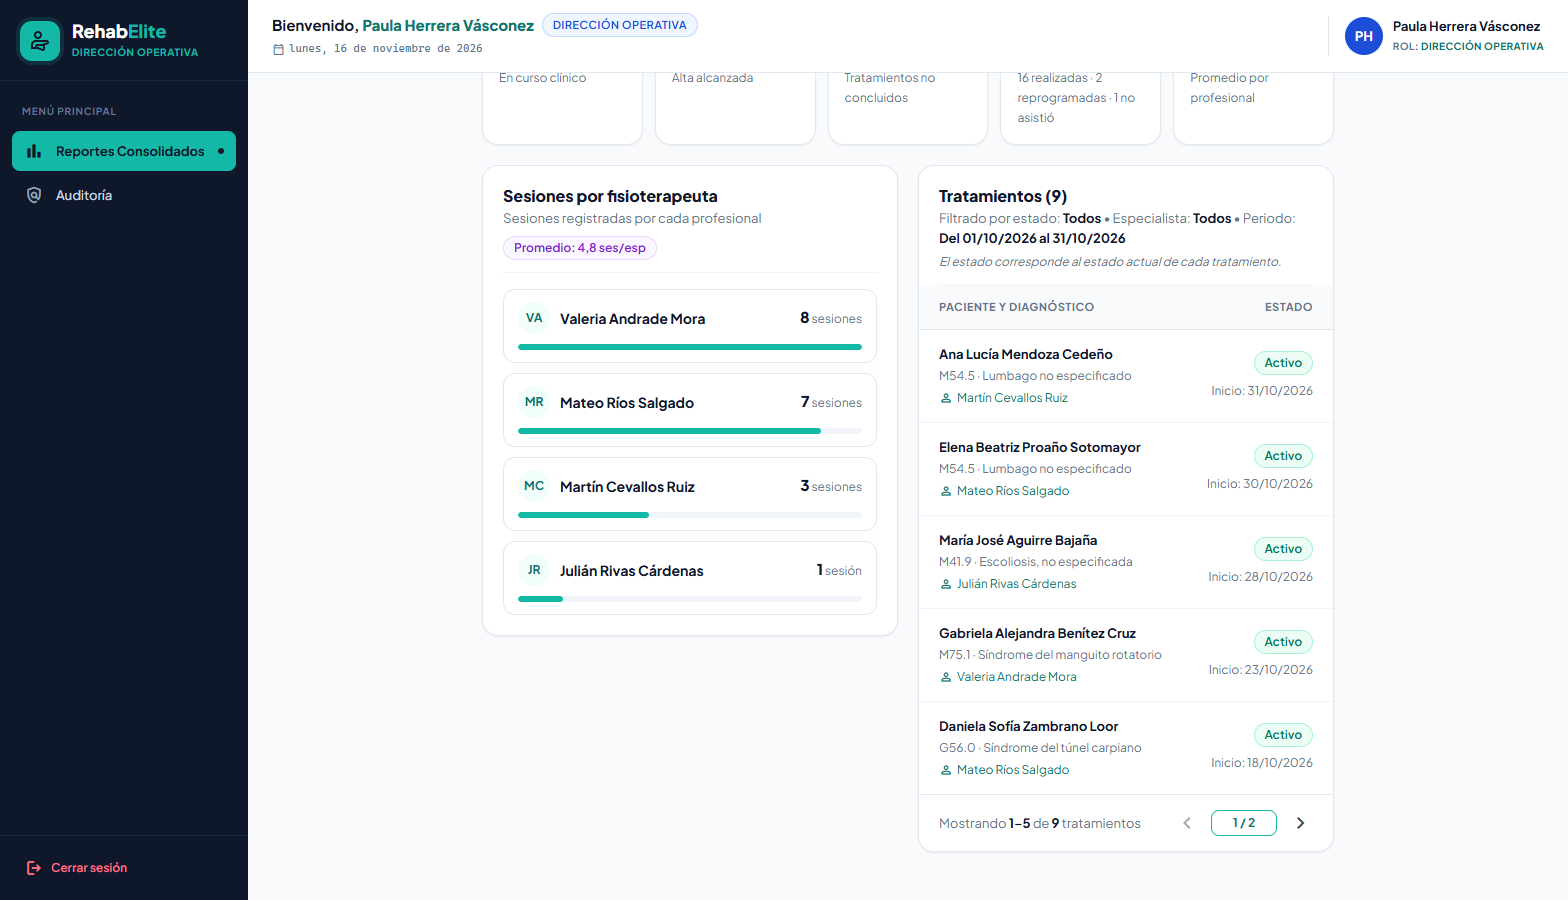 RehabElite
DIRECCIÓN OPERATIVA
MENÚ PRINCIPAL
Reportes Consolidados
Auditoría
Cerrar sesión
Bienvenido, Paula Herrera Vásconez DIRECCIÓN OPERATIVA
lunes, 16 de noviembre de 2026
PH
Paula Herrera Vásconez
ROL: DIRECCIÓN OPERATIVA
En curso clínico
Alta alcanzada
Tratamientos no
concluidos
16 realizadas · 2
reprogramadas · 1 no
asistió
Promedio por
profesional
Sesiones por fisioterapeuta
Sesiones registradas por cada profesional
Promedio: 4,8 ses/esp
VA Valeria Andrade Mora 8 sesiones
MR Mateo Ríos Salgado 7 sesiones
MC Martín Cevallos Ruiz 3 sesiones
JR Julián Rivas Cárdenas 1 sesión
Tratamientos (9)
Filtrado por estado: Todos • Especialista: Todos • Periodo:
Del 01/10/2026 al 31/10/2026
El estado corresponde al estado actual de cada tratamiento.
PACIENTE Y DIAGNÓSTICO ESTADO
Ana Lucía Mendoza Cedeño
M54.5 · Lumbago no especificado
Martín Cevallos Ruiz
Activo
Inicio: 31/10/2026
Elena Beatriz Proaño Sotomayor
M54.5 · Lumbago no especificado
Mateo Ríos Salgado
Activo
Inicio: 30/10/2026
María José Aguirre Bajaña
M41.9 · Escoliosis, no especificada
Julián Rivas Cárdenas
Activo
Inicio: 28/10/2026
Gabriela Alejandra Benítez Cruz
M75.1 · Síndrome del manguito rotatorio
Valeria Andrade Mora
Activo
Inicio: 23/10/2026
Daniela Sofía Zambrano Loor
G56.0 · Síndrome del túnel carpiano
Mateo Ríos Salgado
Activo
Inicio: 18/10/2026
Mostrando 1–5 de 9 tratamientos
1 / 2